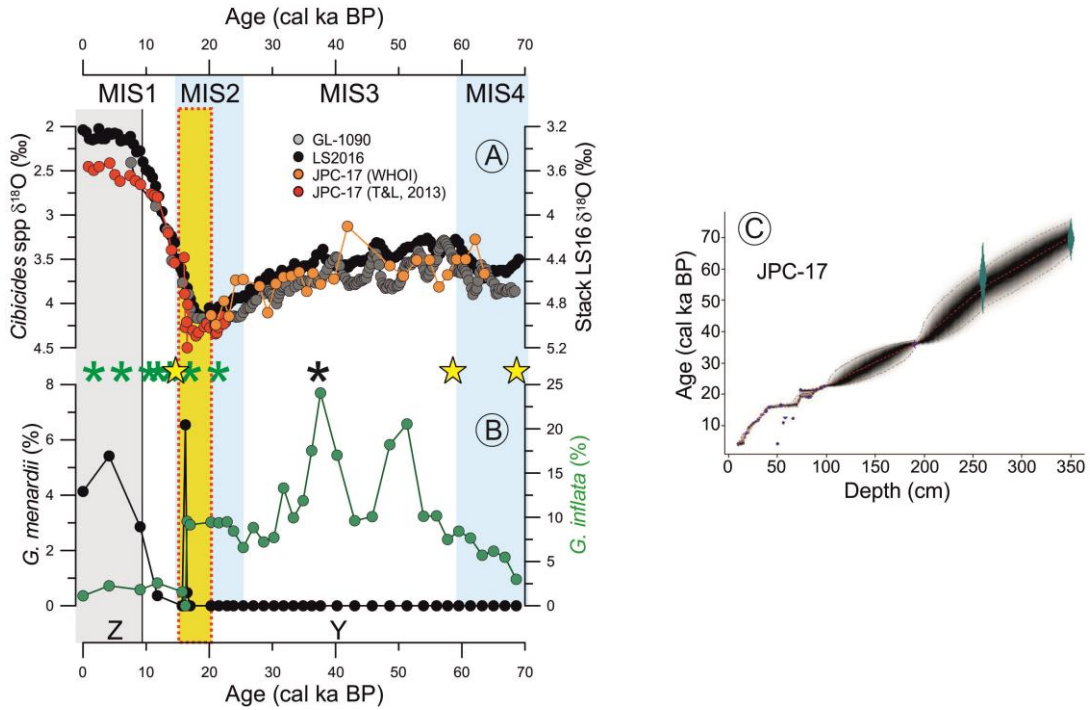 Age (cal ka BP)
0 10 20 30 40 50 60 70
MIS1 MIS2 MIS3 MIS4
2
2.5
3
3.5
4
4.5
Cibicides spp δ¹⁸O (‰)
GL-1090
LS2016
JPC-17 (WHOI)
JPC-17 (T&L, 2013)
A
3.2
3.6
4
4.4
4.8
5.2
Stack LS16 δ¹⁸O (‰)
* * * * * * *
8
6
4
2
0
G. menardii (%)
B
25
20
15
10
5
0
G. inflata (%)
Z Y
0 10 20 30 40 50 60 70
Age (cal ka BP)
C
JPC-17
70
60
50
40
30
20
10
Age (cal ka BP)
0 50 100 150 200 250 300 350
Depth (cm)